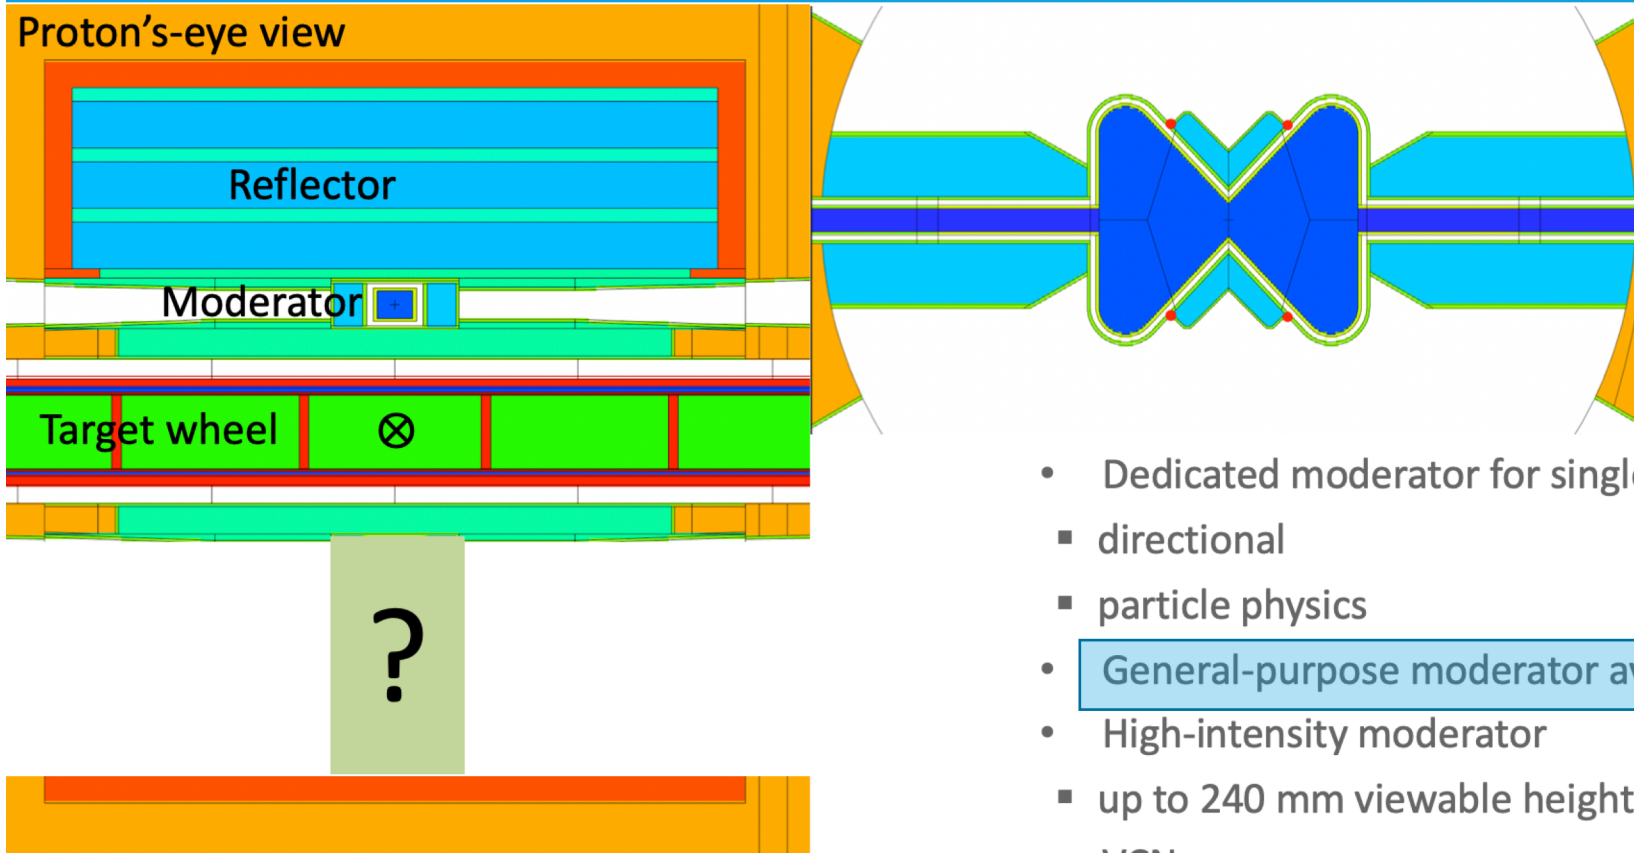 Proton's-eye view
Reflector
Moderator
Target wheel
?
• Dedicated moderator for
▪ directional
▪ particle physics
• General-purpose moderator
• High-intensity moderator
▪ up to 240 mm viewable height